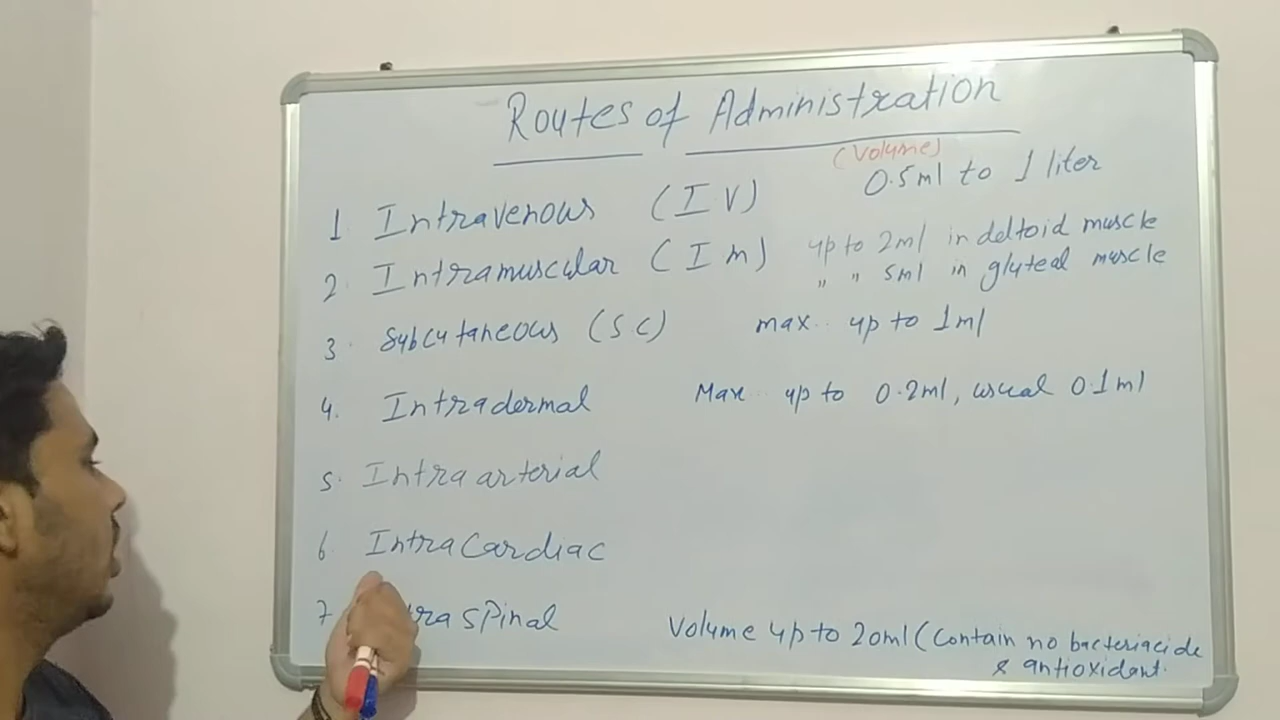 Routes of Administration
(Volume)
1 Intravenous (IV) 0.5ml to 1 liter
2. Intramuscular (Im) up to 2ml in deltoid muscle
" " 5ml in gluteal muscle
3. Subcutaneous (SC) max.. up to 1ml
4. Intradermal Max.. up to 0.2ml, usual 0.1ml
5. Intraarterial
6. IntraCardiac
7 traspinal Volume up to 20ml (Contain no bacteriacide
& antioxidant.